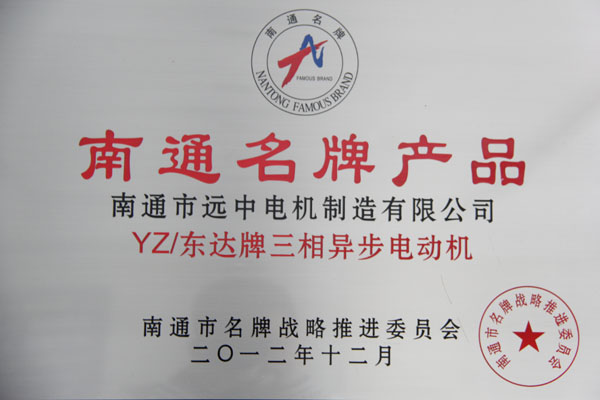 南通名牌
FAMOUS BRAND
NANTONG FAMOUS BRAND
南通名牌产品
南通市远中电机制造有限公司
YZ/东达牌三相异步电动机
南通市名牌战略推进委员会
二〇一二年十二月
南通市名牌战略推进委员会